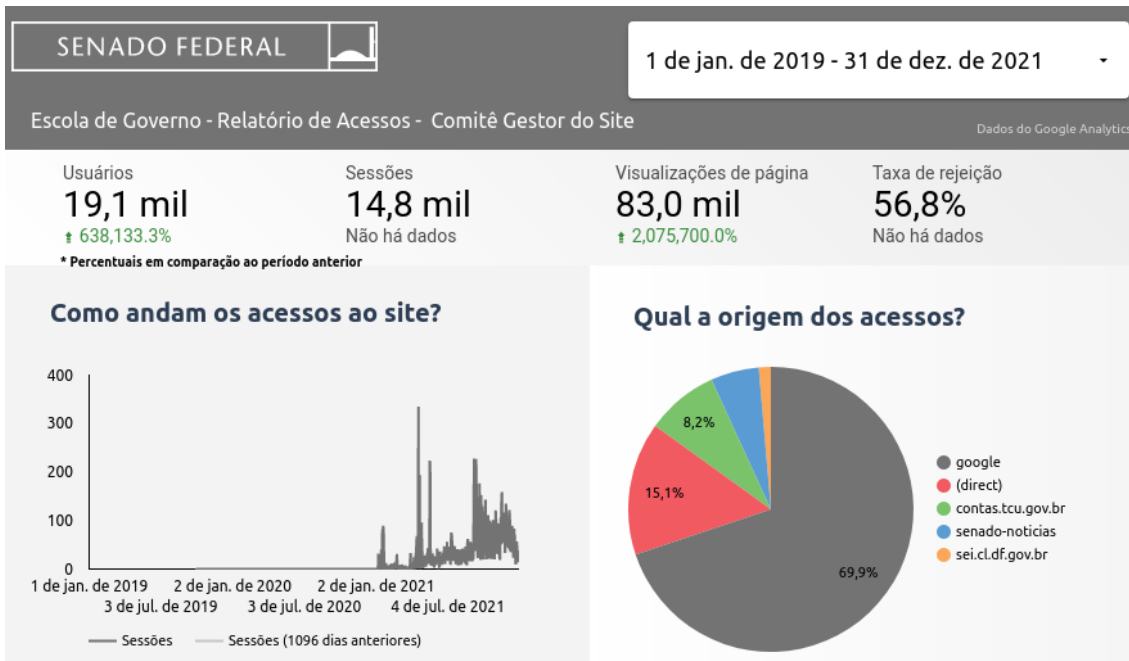 SENADO FEDERAL
1 de jan. de 2019 - 31 de dez. de 2021
Escola de Governo - Relatório de Acessos - Comitê Gestor do Site
Dados do Google Analytics
Usuários
19,1 mil
638,133.3%
* Percentuais em comparação ao período anterior
Sessões
14,8 mil
Não há dados
Visualizações de página
83,0 mil
2,075,700.0%
Taxa de rejeição
56,8%
Não há dados
Como andam os acessos ao site?
400
300
200
100
0
1 de jan. de 2019
3 de jul. de 2019
2 de jan. de 2020
3 de jul. de 2020
2 de jan. de 2021
4 de jul. de 2021
Sessões
Sessões (1096 dias anteriores)
Qual a origem dos acessos?
8,2%
15,1%
69,9%
google
(direct)
contas.tcu.gov.br
senado-noticias
sei.cl.df.gov.br